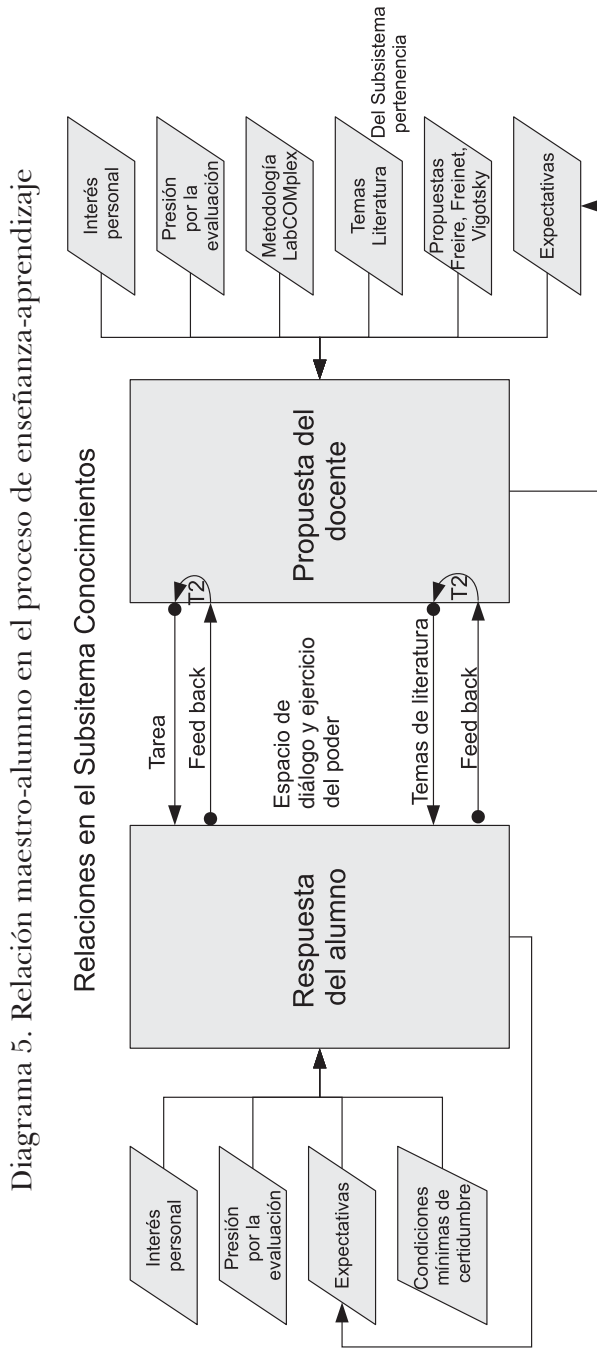 Diagrama 5. Relación maestro-alumno en el proceso de enseñanza-aprendizaje
Relaciones en el Subsitema Conocimientos
Interés
personal
Presión
por la
evaluación
Expectativas
Condiciones
mínimas de
certidumbre
Respuesta
del alumno
Tarea
Feed back
T2
Espacio de
diálogo y ejercicio
del poder
Temas de literatura
Feed back
T2
Propuesta del
docente
Interés
personal
Presión
por la
evaluación
Metodología
LabCOMplex
Temas
Literatura
Del Subsistema
pertenencia
Propuestas
Freire, Freinet,
Vigotsky
Expectativas